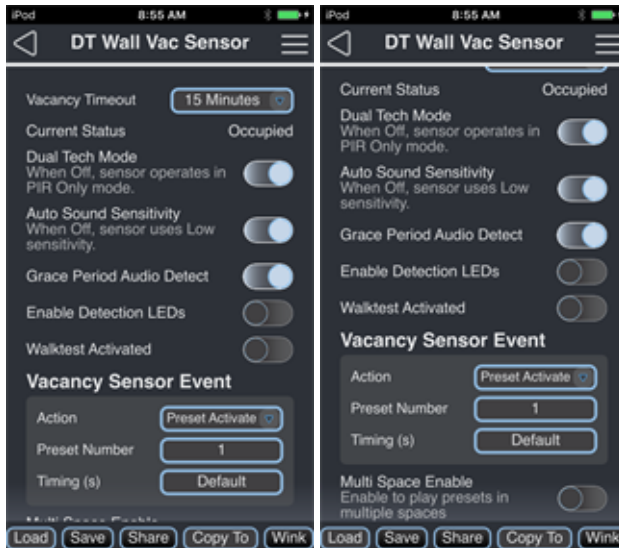 iPod 8:55 AM
DT Wall Vac Sensor
Vacancy Timeout 15 Minutes
Current Status Occupied
Dual Tech Mode
When Off, sensor operates in
PIR Only mode.
Auto Sound Sensitivity
When Off, sensor uses Low
sensitivity.
Grace Period Audio Detect
Enable Detection LEDs
Walktest Activated
Vacancy Sensor Event
Action Preset Activate
Preset Number 1
Timing (s) Default
Multi Space Enable
Load Save Share Copy To Wink
iPod 8:55 AM
DT Wall Vac Sensor
Current Status Occupied
Dual Tech Mode
When Off, sensor operates in
PIR Only mode.
Auto Sound Sensitivity
When Off, sensor uses Low
sensitivity.
Grace Period Audio Detect
Enable Detection LEDs
Walktest Activated
Vacancy Sensor Event
Action Preset Activate
Preset Number 1
Timing (s) Default
Multi Space Enable
Enable to play presets in
multiple spaces
Load Save Share Copy To Wink